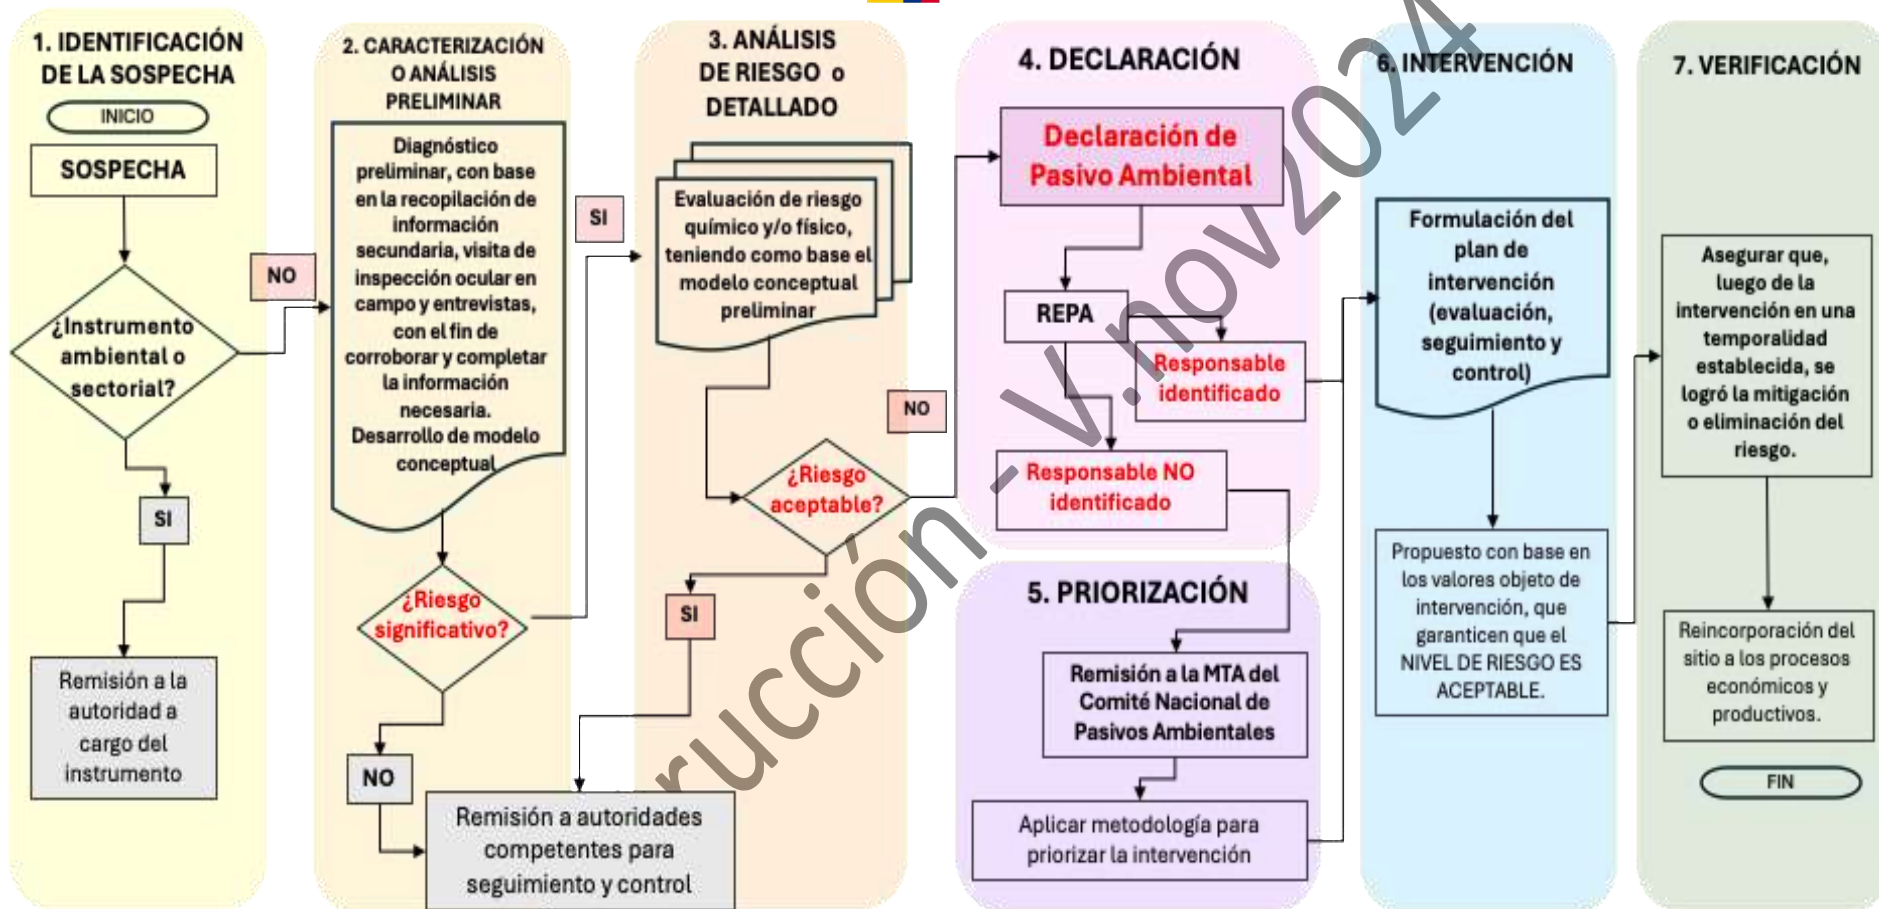 1. IDENTIFICACIÓN
DE LA SOSPECHA
INICIO
SOSPECHA
¿Instrumento
ambiental o
sectorial?
NO
SI
Remisión a la
autoridad a
cargo del
instrumento
2. CARACTERIZACIÓN
O ANÁLISIS
PRELIMINAR
Diagnóstico
preliminar, con base
en la recopilación de
información
secundaria, visita de
inspección ocular en
campo y entrevistas,
con el fin de
corroborar y completar
la información
necesaria.
Desarrollo de modelo
conceptual
¿Riesgo
significativo?
SI
NO
Remisión a autoridades
competentes para
seguimiento y control
3. ANÁLISIS
DE RIESGO o
DETALLADO
Evaluación de riesgo
químico y/o físico,
teniendo como base el
modelo conceptual
preliminar
¿Riesgo
aceptable?
NO
SI
4. DECLARACIÓN
Declaración de
Pasivo Ambiental
REPA
Responsable
identificado
Responsable NO
identificado
5. PRIORIZACIÓN
Remisión a la MTA del
Comité Nacional de
Pasivos Ambientales
Aplicar metodología para
priorizar la intervención
6. INTERVENCIÓN
Formulación del
plan de
intervención
(evaluación,
seguimiento y
control)
Propuesto con base en
los valores objeto de
intervención, que
garanticen que el
NIVEL DE RIESGO ES
ACEPTABLE.
7. VERIFICACIÓN
Asegurar que,
luego de la
intervención en una
temporalidad
establecida, se
logró la mitigación
o eliminación del
riesgo.
Reincorporación del
sitio a los procesos
económicos y
productivos.
FIN
rucción - V.nov2024